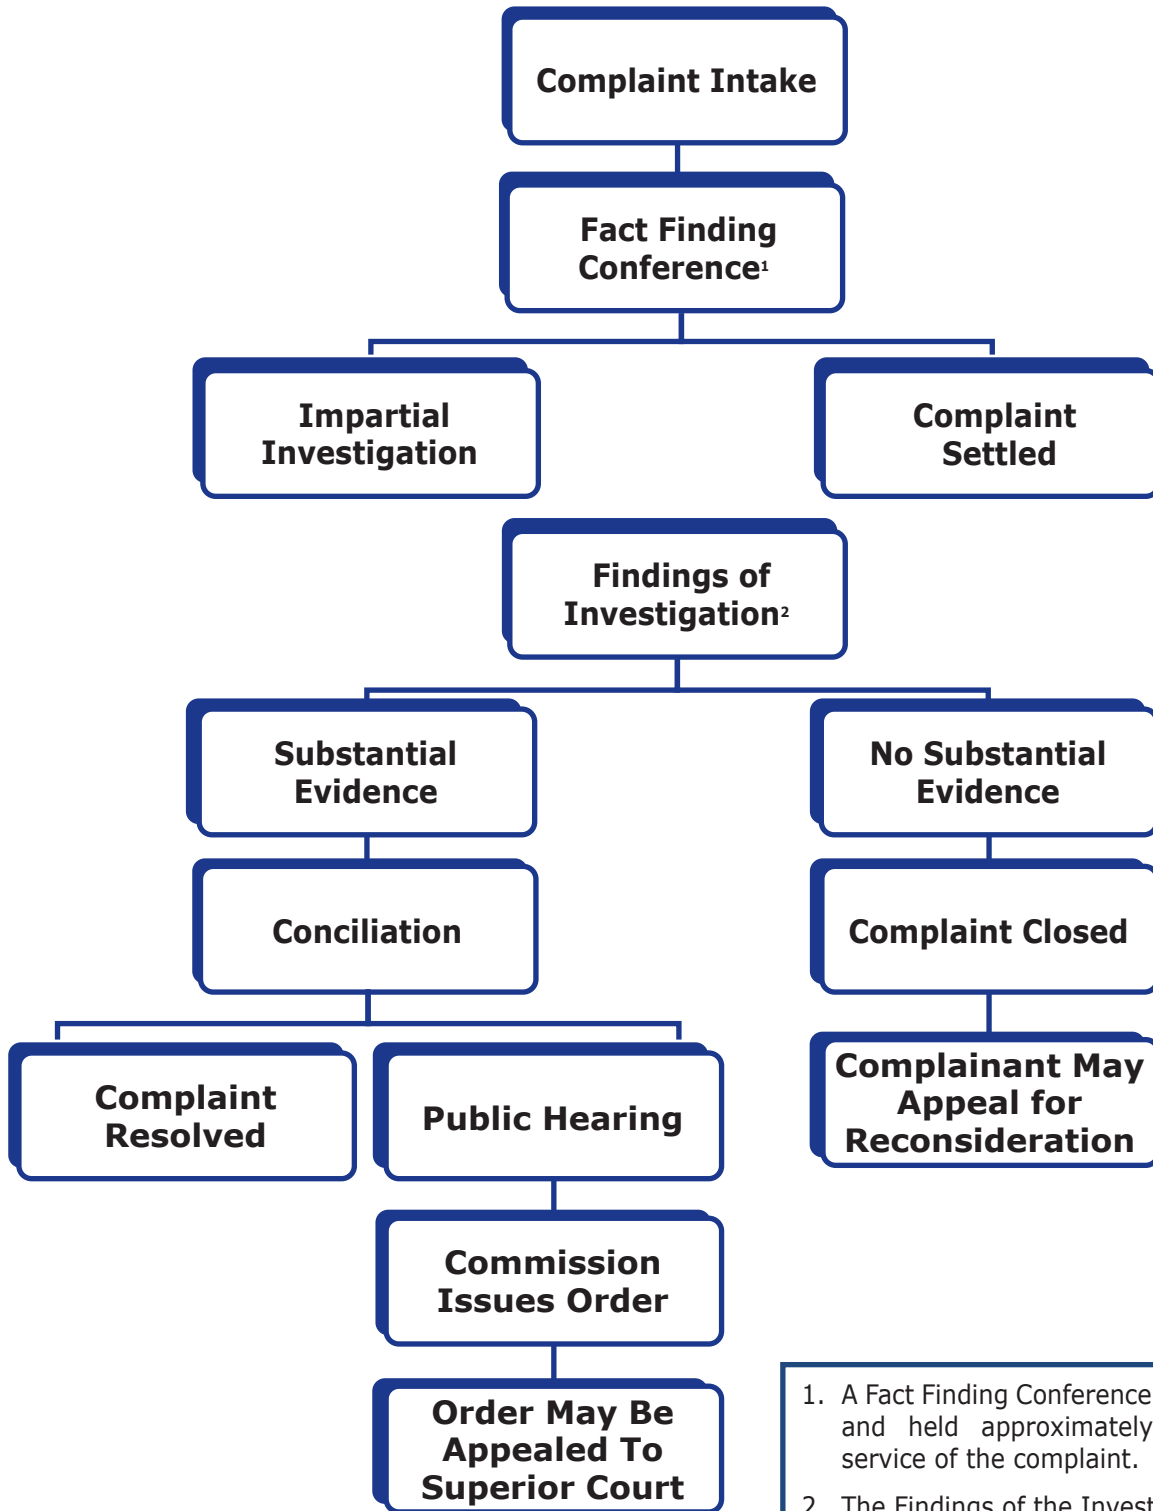 Complaint Intake
Fact Finding
Conference¹
Impartial
Investigation
Complaint
Settled
Findings of
Investigation²
Substantial
Evidence
No Substantial
Evidence
Conciliation
Complaint Closed
Complaint
Resolved
Public Hearing
Complainant May
Appeal for
Reconsideration
Commission
Issues Order
Order May Be
Appealed To
Superior Court
1. A Fact Finding Conference
and held approximately
service of the complaint.
2. The Findings of the